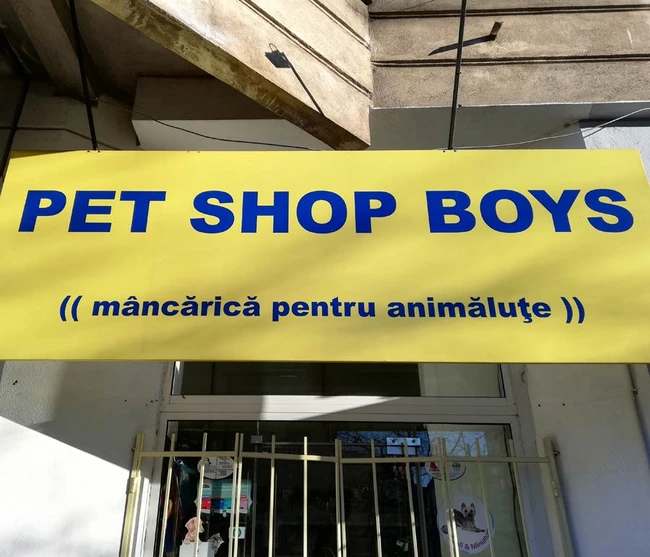 PET SHOP BOYS
(( mâncărică pentru animăluţe ))